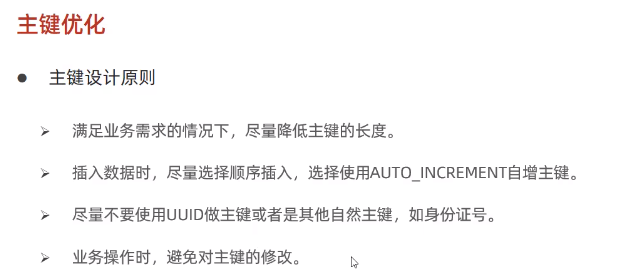 主键优化
主键设计原则
满足业务需求的情况下，尽量降低主键的长度。
插入数据时，尽量选择顺序插入，选择使用AUTO_INCREMENT自增主键。
尽量不要使用UUID做主键或者是其他自然主键，如身份证号。
业务操作时，避免对主键的修改。